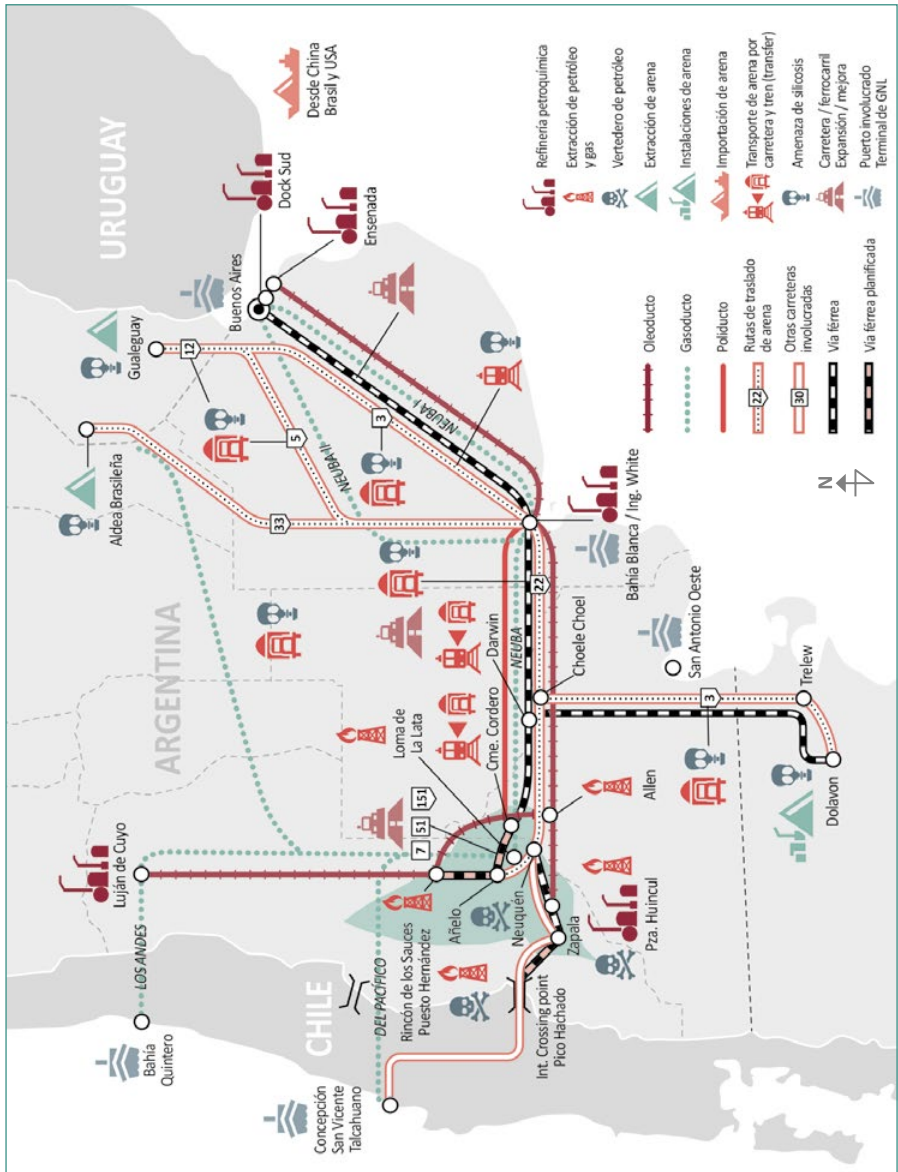 URUGUAY
ARGENTINA
CHILE
Desde China
Brasil y USA
Gualeguay
Aldea Brasileña
Buenos Aires
Dock Sud
Ensenada
12
5
3
33
NEUBA II
NEUBA I
Luján de Cuyo
LOS ANDES
Bahía
Quintero
Concepción
San Vicente
Talcahuano
DEL PACÍFICO
Rincón de los Sauces
Puesto Hernández
Añelo
Neuquén
Zapala
Int. Crossing point
Pico Hachado
Pza. Huincul
7
51
151
Loma de
La Lata
Cme. Cordero
Darwin
NEUBA
22
Choele Choel
Allen
Bahía Blanca / Ing. White
San Antonio Oeste
3
Trelew
Dolavon
N
Oleoducto
Gasoducto
Poliducto
22
Rutas de traslado
de arena
30
Otras carreteras
involucradas
Vía férrea
Vía férrea planificada
Refinería petroquímica
Extracción de petróleo
y gas
Vertedero de petróleo
Extracción de arena
Instalaciones de arena
Importación de arena
Transporte de arena por
carretera y tren (transfer)
Amenaza de silicosis
Carretera / ferrocarril
Expansión / mejora
Puerto involucrado
Terminal de GNL